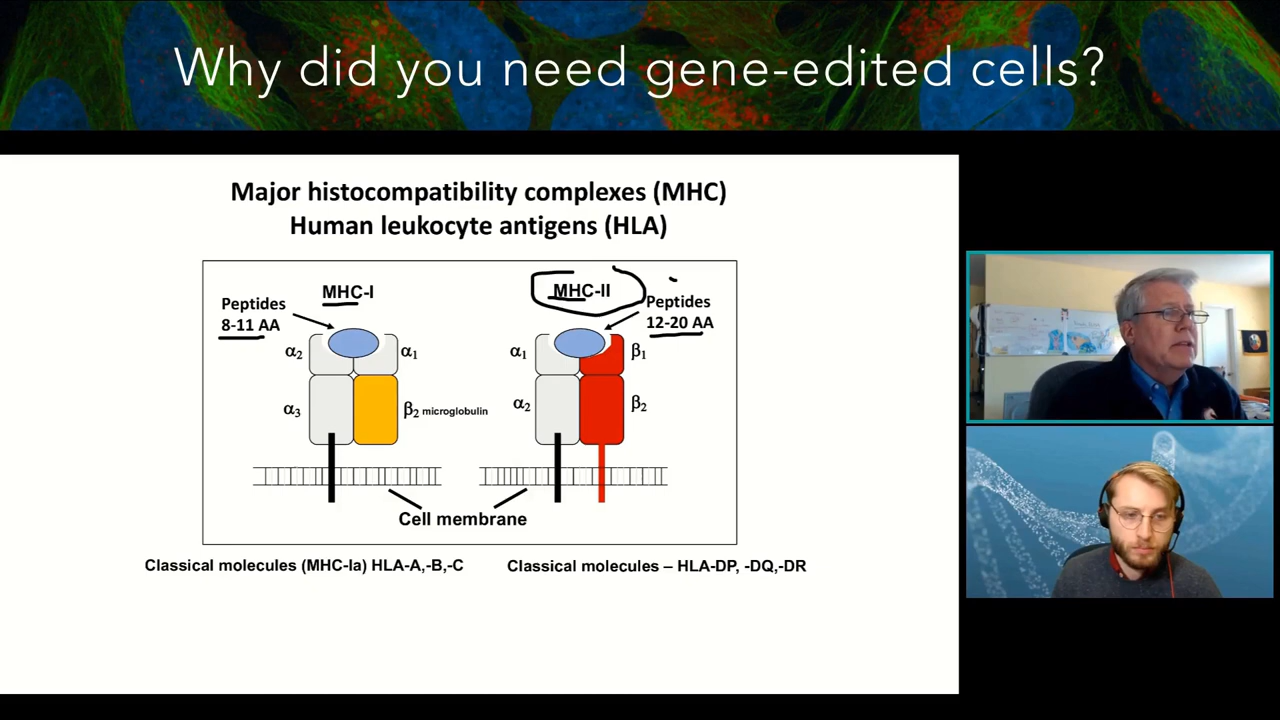 Why did you need gene-edited cells?
Major histocompatibility complexes (MHC)
Human leukocyte antigens (HLA)
MHC-I
MHC-II
Peptides
8-11 AA
Peptides
12-20 AA
α2
α1
α1
β1
α3
β2 microglobulin
α2
β2
Cell membrane
Classical molecules (MHC-Ia) HLA-A,-B,-C
Classical molecules – HLA-DP, -DQ,-DR